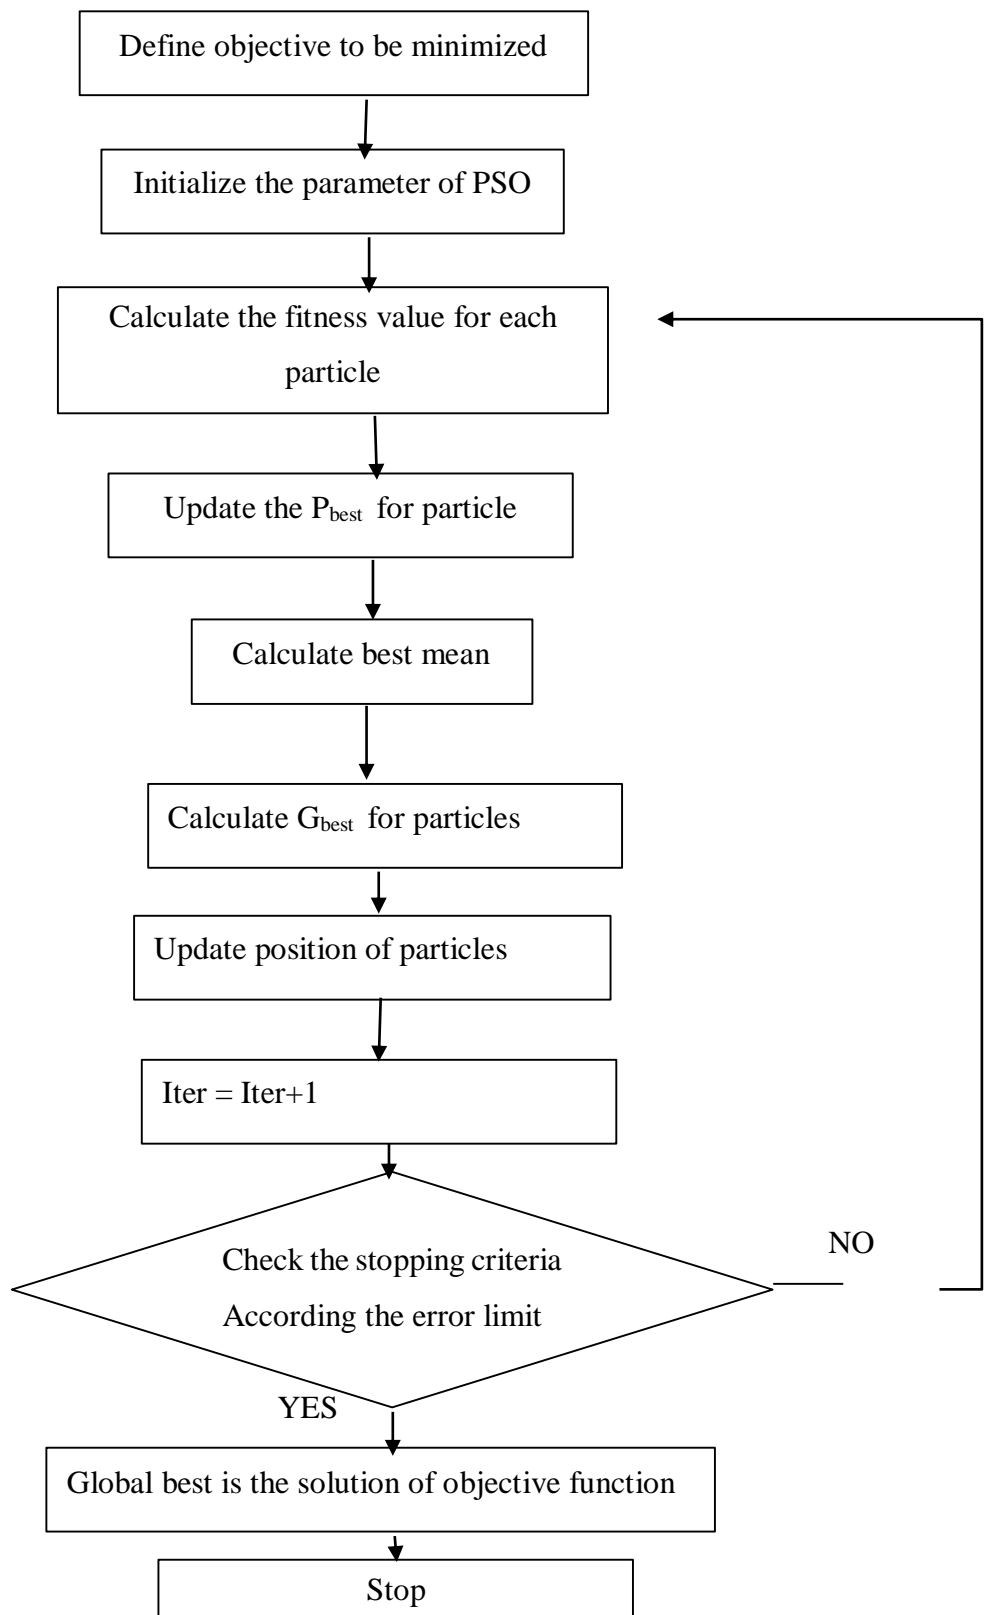 Define objective to be minimized
Initialize the parameter of PSO
Calculate the fitness value for each
particle
Update the Pbest for particle
Calculate best mean
Calculate Gbest for particles
Update position of particles
Iter = Iter+1
Check the stopping criteria
According the error limit
NO
YES
Global best is the solution of objective function
Stop